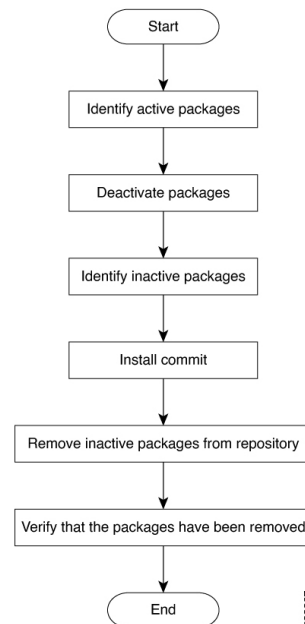 Start
Identify active packages
Deactivate packages
Identify inactive packages
Install commit
Remove inactive packages from repository
Verify that the packages have been removed
End